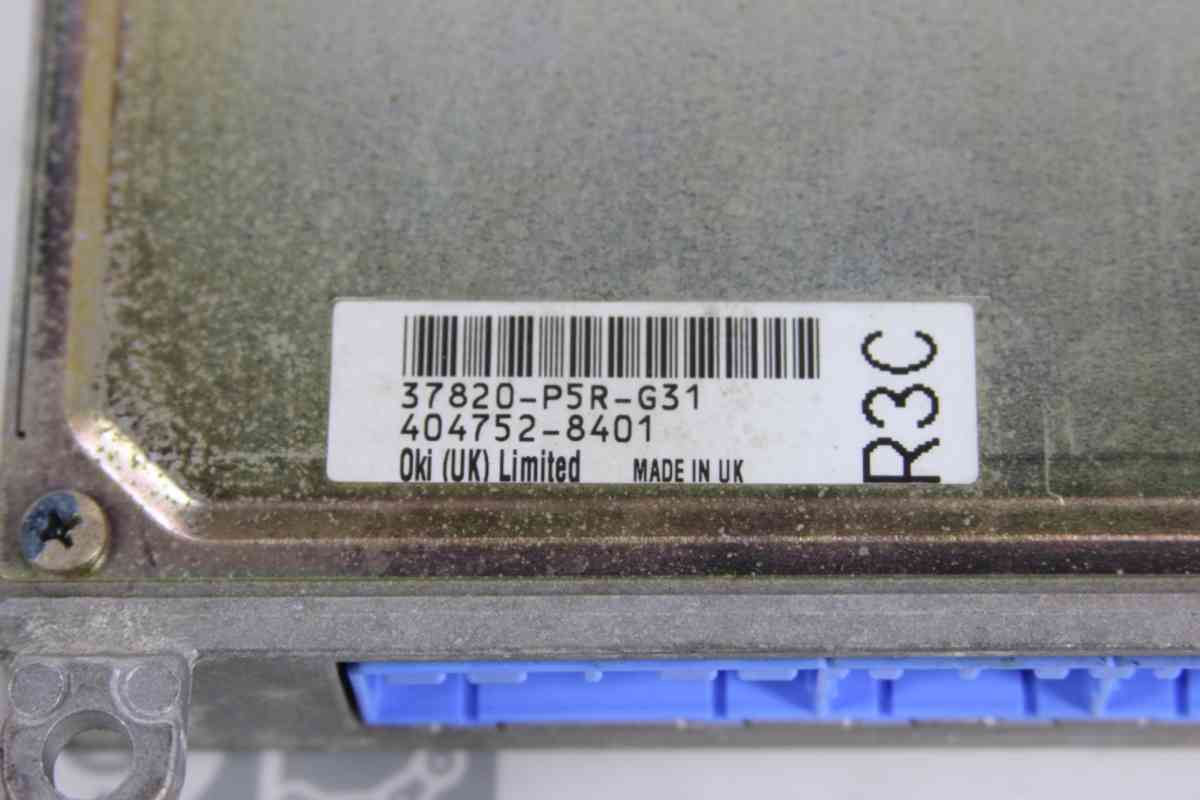 37820-P5R-G31
404752-8401
Oki (UK) Limited MADE IN UK
R3C